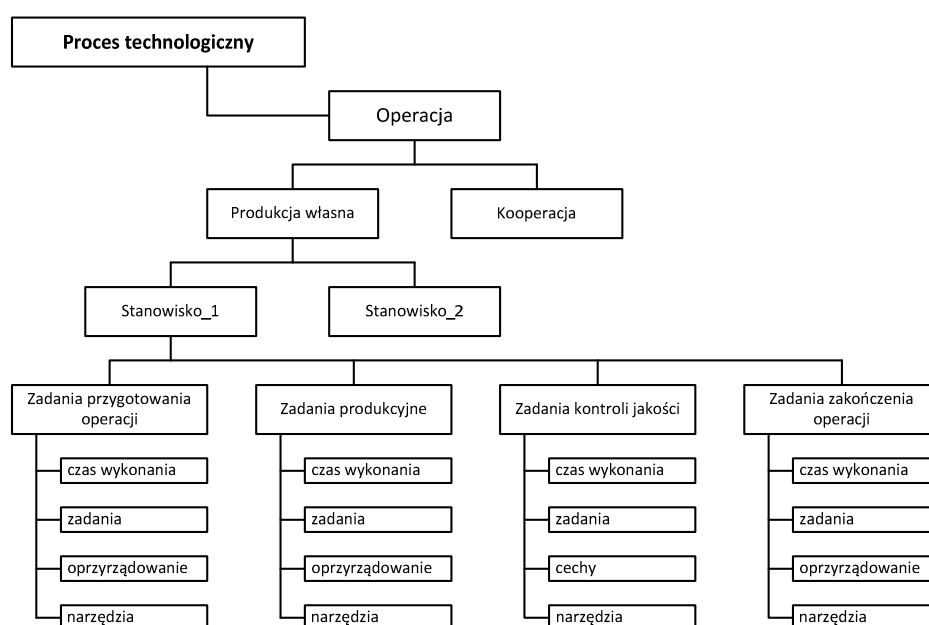 Proces technologiczny
Operacja
Produkcja własna
Kooperacja
Stanowisko_1
Stanowisko_2
Zadania przygotowania
operacji
Zadania produkcyjne
Zadania kontroli jakości
Zadania zakończenia
operacji
czas wykonania
czas wykonania
czas wykonania
czas wykonania
zadania
zadania
zadania
zadania
oprzyrządowanie
oprzyrządowanie
cechy
oprzyrządowanie
narzędzia
narzędzia
narzędzia
narzędzia